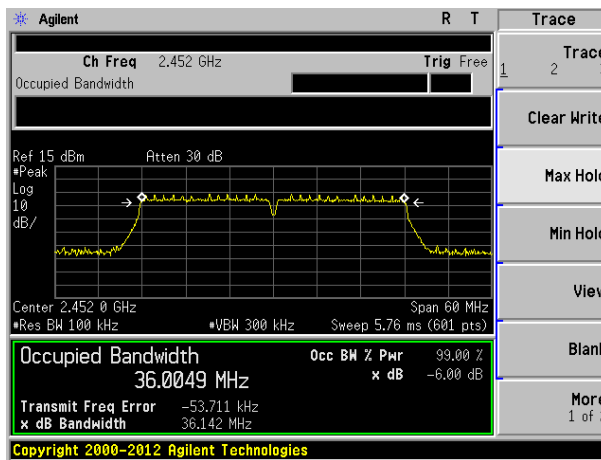 Agilent R T Trace
Ch Freq 2.452 GHz Trig Free
Occupied Bandwidth
Trace
1 2
Clear Write
Max Hold
Min Hold
View
Blank
More
1 of
Ref 15 dBm Atten 30 dB
#Peak
Log
10
dB/
Center 2.452 0 GHz Span 60 MHz
#Res BW 100 kHz #VBW 300 kHz Sweep 5.76 ms (601 pts)
Occupied Bandwidth Occ BW % Pwr 99.00 %
36.0049 MHz x dB -6.00 dB
Transmit Freq Error -53.711 kHz
x dB Bandwidth 36.142 MHz
Copyright 2000-2012 Agilent Technologies